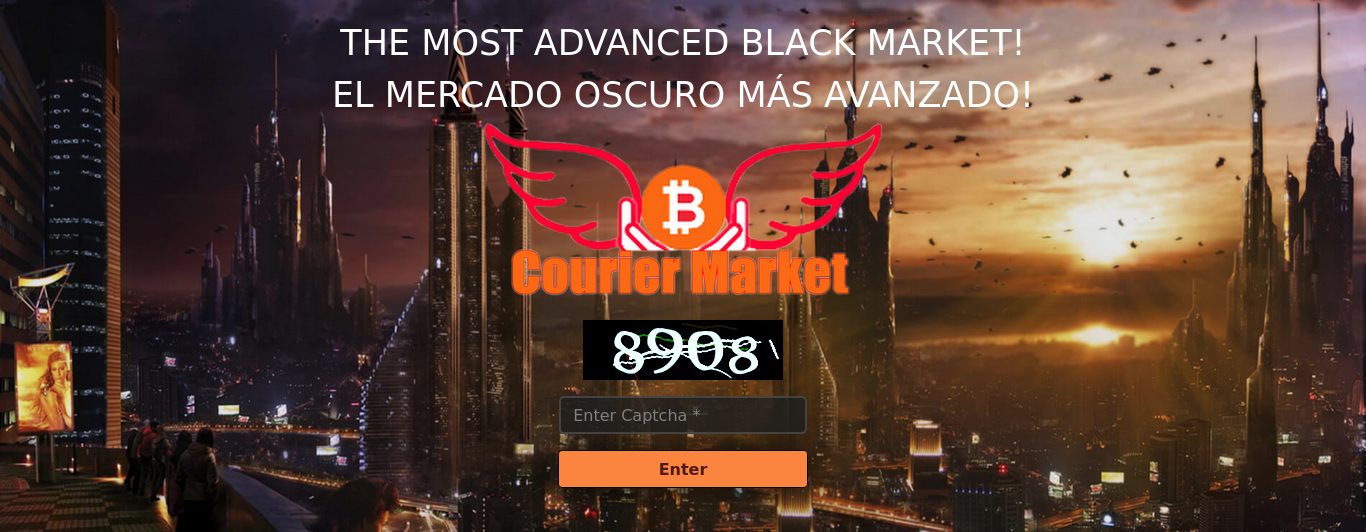 THE MOST ADVANCED BLACK MARKET!
EL MERCADO OSCURO MÁS AVANZADO!
Courier Market
8908
Enter Captcha *
Enter